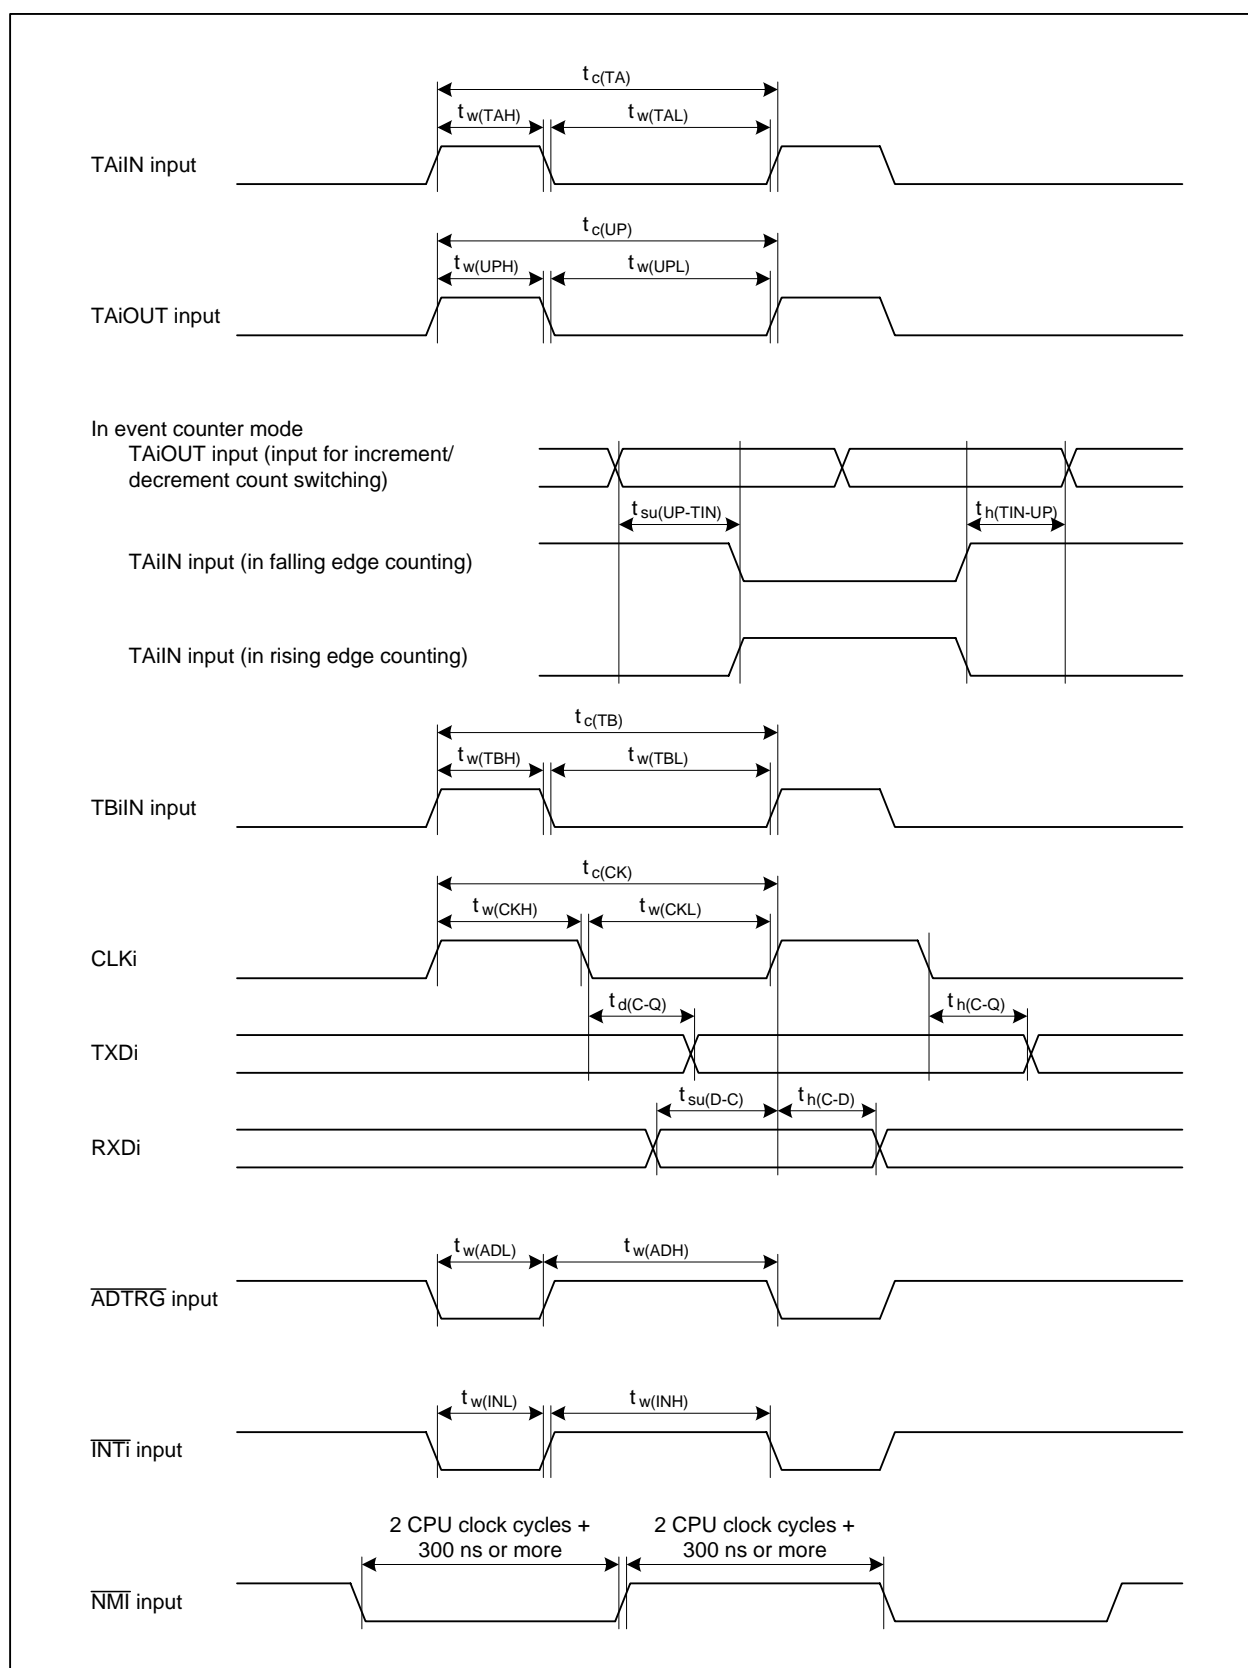 t c(TA)
t w(TAH)
t w(TAL)
TAiIN input
t c(UP)
t w(UPH)
t w(UPL)
TAiOUT input
In event counter mode
TAiOUT input (input for increment/
decrement count switching)
t su(UP-TIN)
t h(TIN-UP)
TAiIN input (in falling edge counting)
TAiIN input (in rising edge counting)
t c(TB)
t w(TBH)
t w(TBL)
TBiIN input
t c(CK)
t w(CKH)
t w(CKL)
CLKi
t d(C-Q)
t h(C-Q)
TXDi
t su(D-C)
t h(C-D)
RXDi
t w(ADL)
t w(ADH)
ADTRG input
t w(INL)
t w(INH)
INTi input
2 CPU clock cycles +
300 ns or more
2 CPU clock cycles +
300 ns or more
NMI input